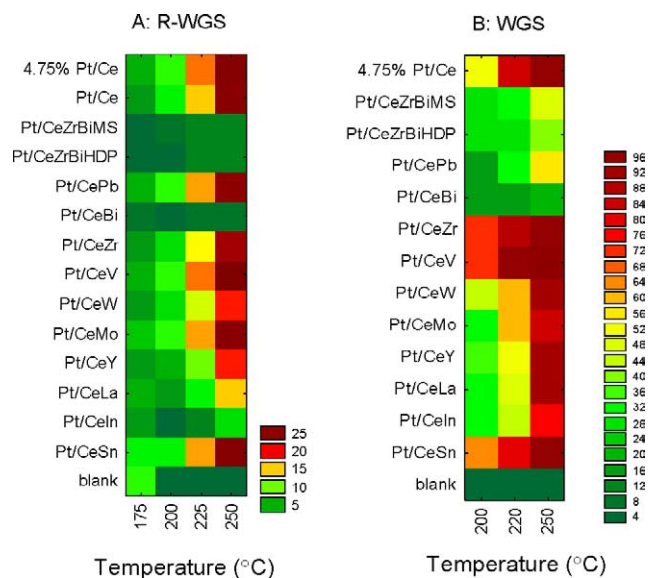 A: R-WGS
4.75% Pt/Ce
Pt/Ce
Pt/CeZrBiMS
Pt/CeZrBiHDP
Pt/CePb
Pt/CeBi
Pt/CeZr
Pt/CeV
Pt/CeW
Pt/CeMo
Pt/CeY
Pt/CeLa
Pt/CeIn
Pt/CeSn
blank
175 200 225 250
Temperature (°C)
25
20
15
10
5
B: WGS
4.75% Pt/Ce
Pt/CeZrBiMS
Pt/CeZrBiHDP
Pt/CePb
Pt/CeBi
Pt/CeZr
Pt/CeV
Pt/CeW
Pt/CeMo
Pt/CeY
Pt/CeLa
Pt/CeIn
Pt/CeSn
blank
200 220 250
Temperature (°C)
96
92
88
84
80
76
72
68
64
60
56
52
48
44
40
36
32
28
24
20
16
12
8
4